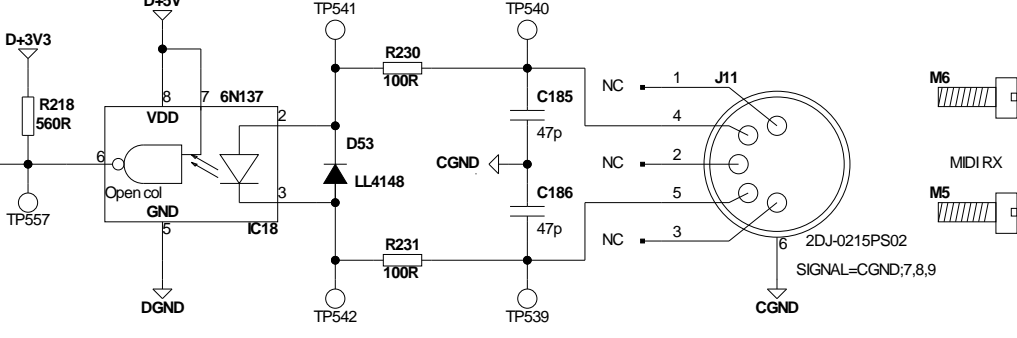 D+5V
TP541
TP540
D+3V3
R230
100R
R218
560R
8
7
6N137
VDD
2
D53
LL4148
C185
47p
CGND
C186
47p
NC
1
J11
4
NC
2
5
NC
3
M6
MIDI RX
M5
6
Open col
3
GND
5
IC18
TP557
R231
100R
6
2DJ-0215PS02
SIGNAL=CGND;7,8,9
DGND
TP542
TP539
CGND